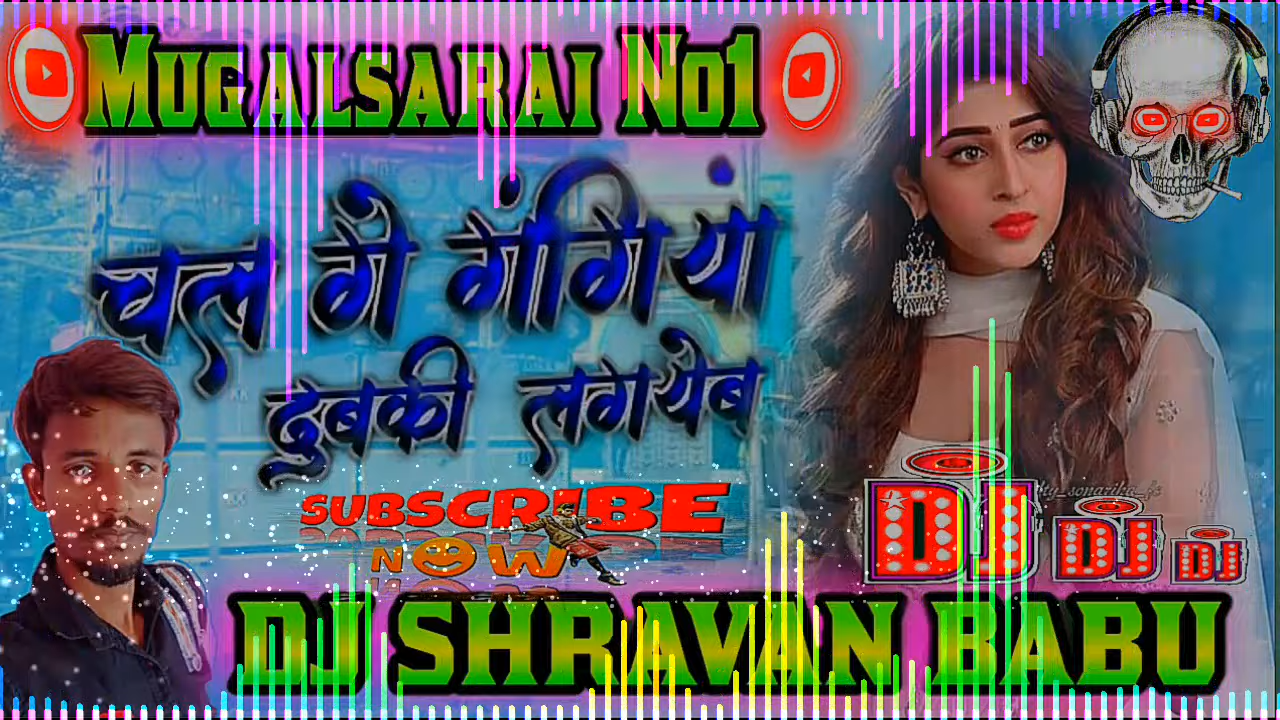 MUGALSARAI NO1
चल गे गंगियां
डुबकी लगयेब
SUBSCRIBE
NOW
DJ DJ DJ
DJ SHRAVAN BABU